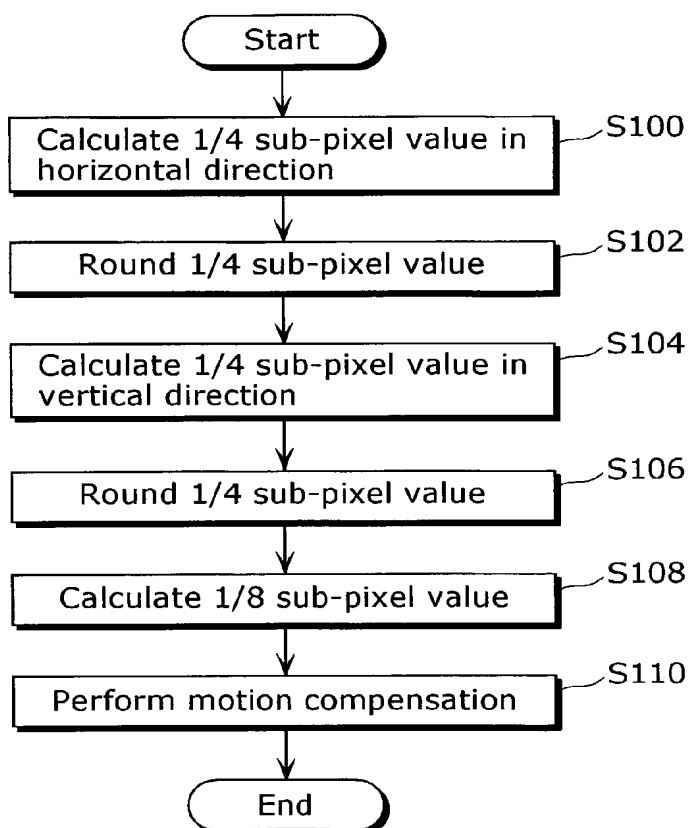 Start
Calculate 1/4 sub-pixel value in
horizontal direction
S100
Round 1/4 sub-pixel value
S102
Calculate 1/4 sub-pixel value in
vertical direction
S104
Round 1/4 sub-pixel value
S106
Calculate 1/8 sub-pixel value
S108
Perform motion compensation
S110
End